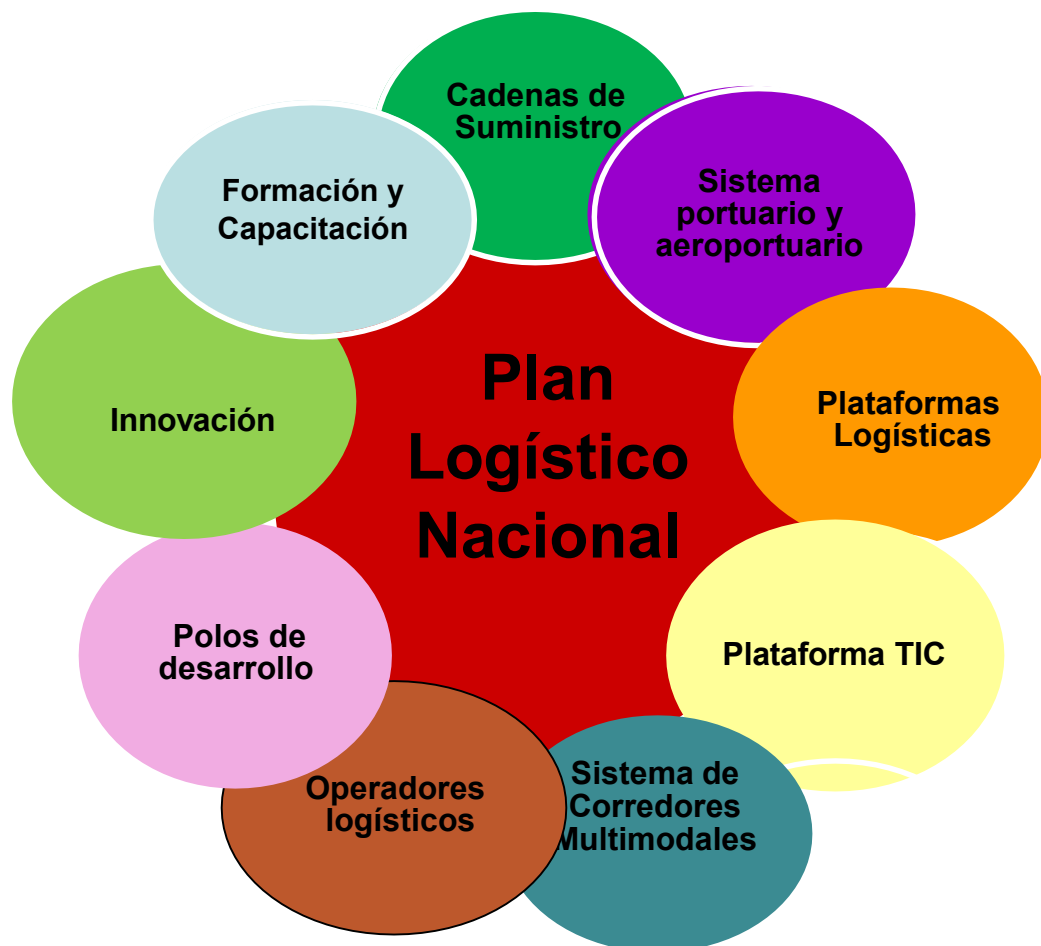 Cadenas de
Suministro
Sistema
portuario y
aeroportuario
Plataformas
Logísticas
Plataforma TIC
Sistema de
Corredores
Multimodales
Operadores
logísticos
Polos de
desarrollo
Innovación
Formación y
Capacitación
Plan
Logístico
Nacional